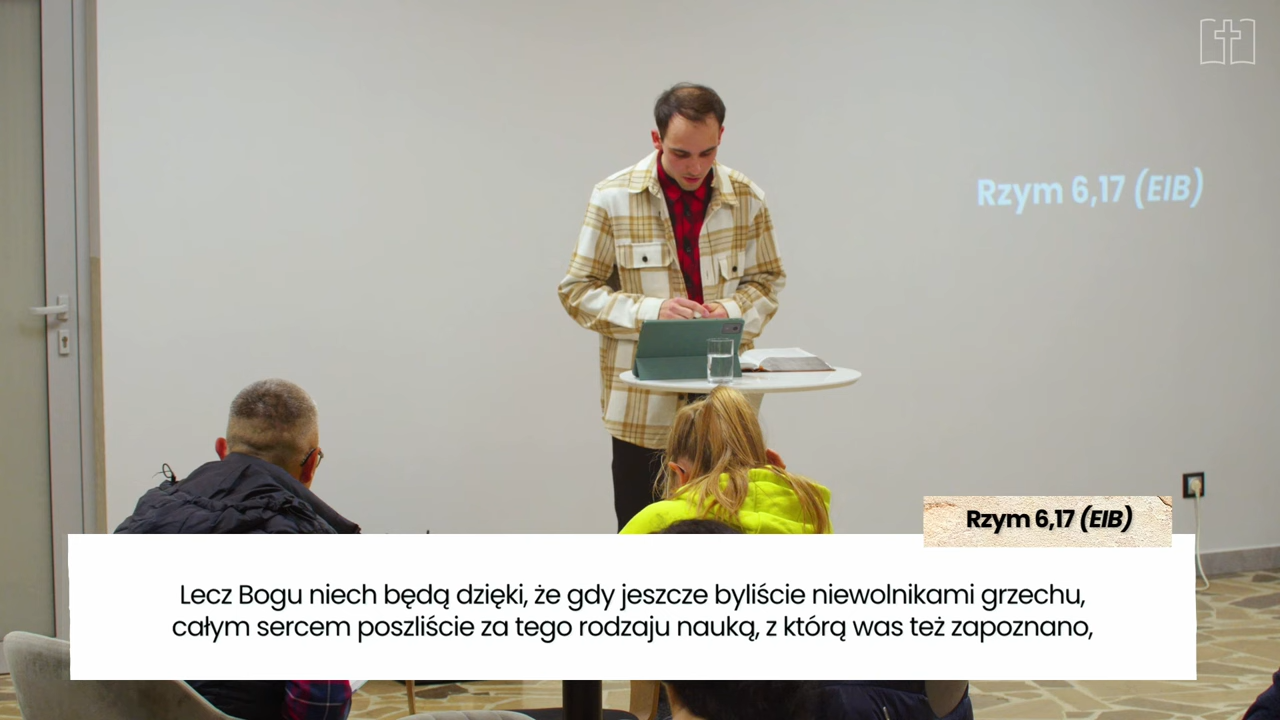 Rzym 6,17 (EIB)
Rzym 6,17 (EIB)
Lecz Bogu niech będą dzięki, że gdy jeszcze byliście niewolnikami grzechu,
całym sercem poszliście za tego rodzaju nauką, z którą was też zapoznano,